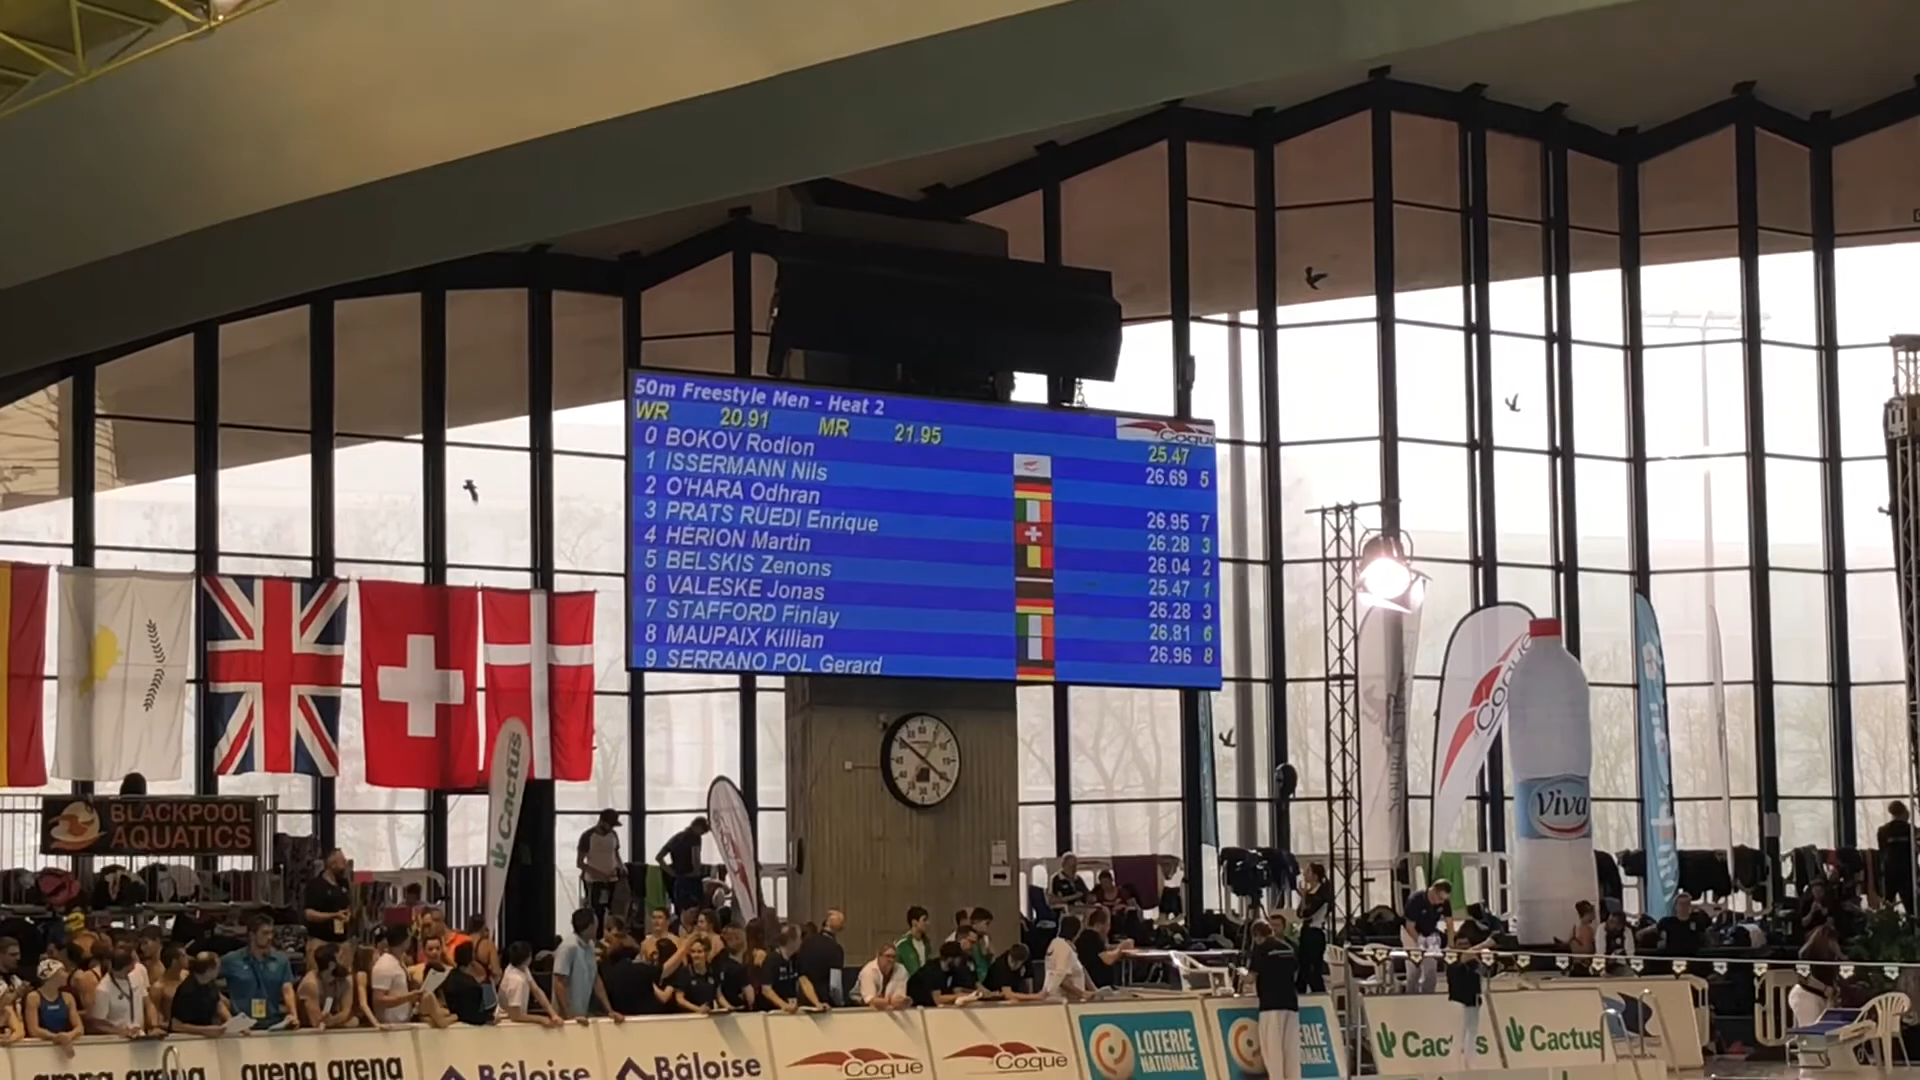 50m Freestyle Men - Heat 2
WR 20.91 MR 21.95
Coque
0 BOKOV Rodion 25.47
1 ISSERMANN Nils 26.69 5
2 O'HARA Odhran
3 PRATS RÜEDI Enrique 26.95 7
4 HERION Martin 26.28 3
5 BELSKIS Zenons 26.04 2
6 VALESKE Jonas 25.47 1
7 STAFFORD Finlay 26.28 3
8 MAUPAIX Killian 26.81 6
9 SERRANO POL Gerard 26.96 8
Cactus
Coque
Viva
BLACKPOOL
AQUATICS
arena arena
arena arena
Bâloise
Bâloise
Coque
Coque
LOTERIE
NATIONALE
Cactus
Cactus